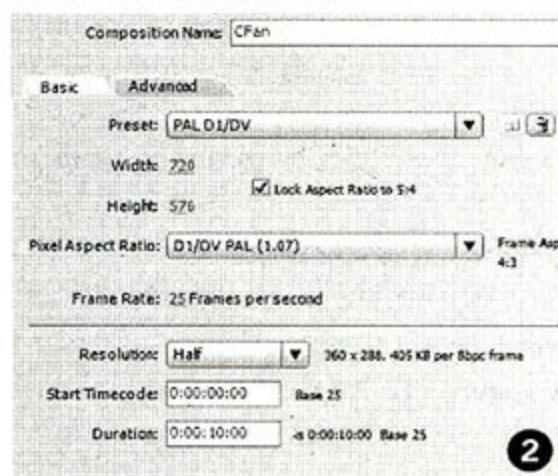 Composition Name: CFan
Basic Advanced
Preset: PAL D1/DV
Width: 720
Lock Aspect Ratio to 5:4
Height: 576
Pixel Aspect Ratio: D1/DV PAL (1.07) Frame Asp
4:3
Frame Rate: 25 Frames per second
Resolution: Half 360 x 288, 405 KB per 8bpc frame
Start Timecode: 0:00:00:00 Base 25
Duration: 0:00:10:00 is 0:00:10:00 Base 25
2